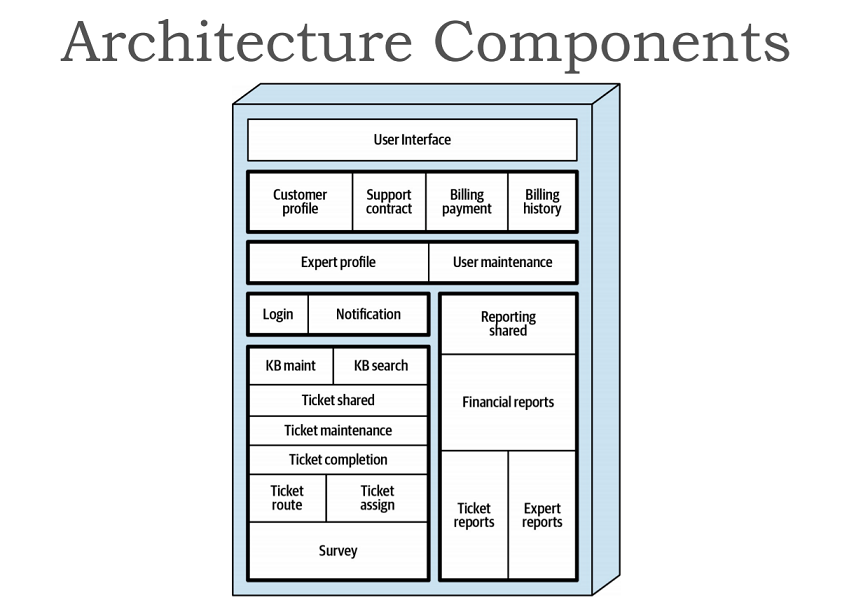 Architecture Components
User Interface
Customer
profile
Support
contract
Billing
payment
Billing
history
Expert profile
User maintenance
Login
Notification
Reporting
shared
KB maint
KB search
Ticket shared
Financial reports
Ticket maintenance
Ticket completion
Ticket
route
Ticket
assign
Ticket
reports
Expert
reports
Survey